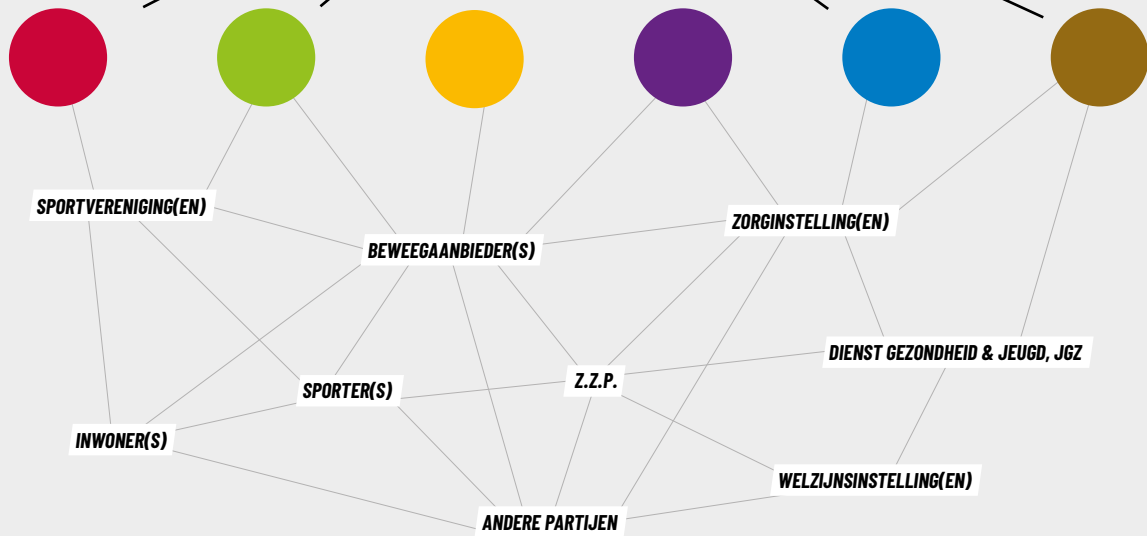 SPORTVERENIGING(EN)
ZORGINSTELLING(EN)
BEWEEGAANBIEDER(S)
DIENST GEZONDHEID & JEUGD, JGZ
Z.Z.P.
SPORTER(S)
INWONER(S)
WELZIJNSINSTELLING(EN)
ANDERE PARTIJEN